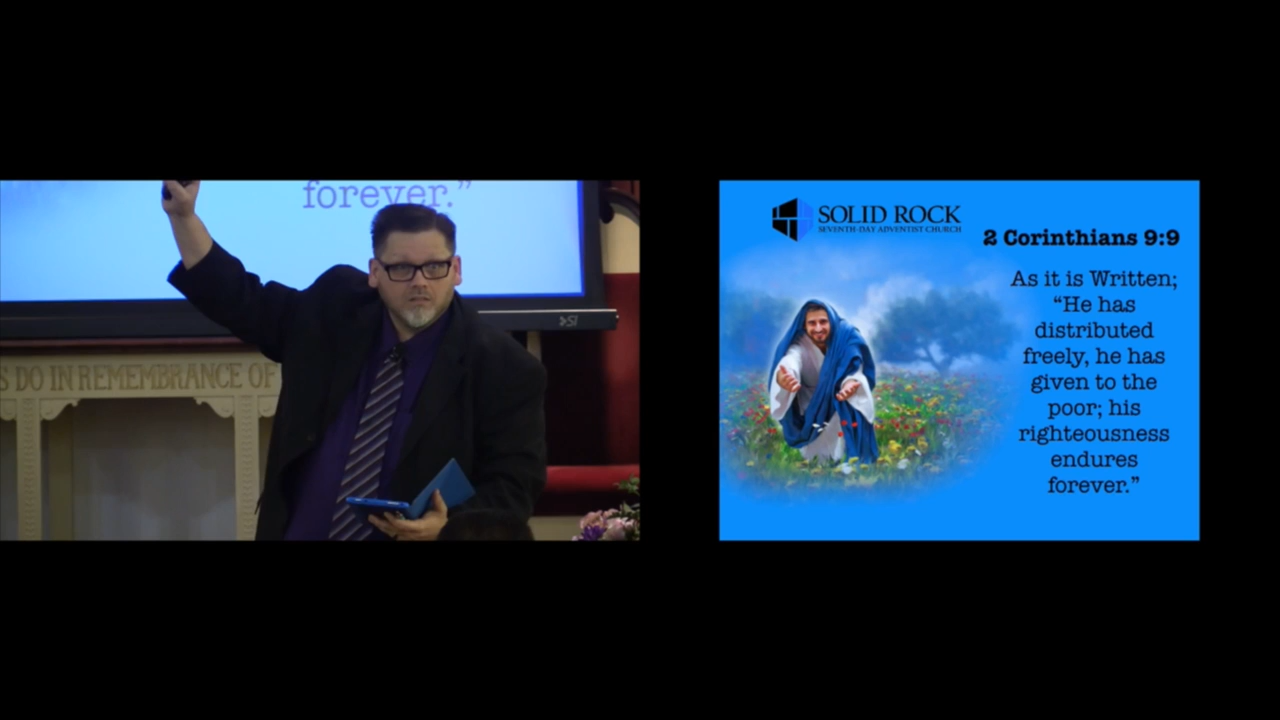 forever.”
S DO IN REMEMBRANCE OF
SOLID ROCK
SEVENTH-DAY ADVENTIST CHURCH
2 Corinthians 9:9
As it is Written;
“He has
distributed
freely, he has
given to the
poor; his
righteousness
endures
forever.”